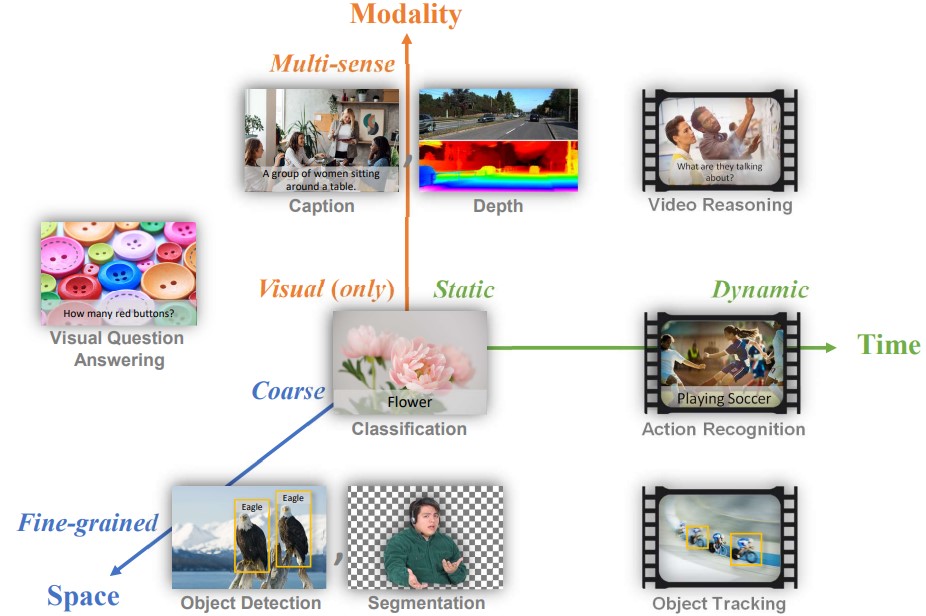 Modality
Multi-sense
A group of women sitting
around a table.
What are they talking
about?
,
Caption
Depth
Video Reasoning
How many red buttons?
Visual Question
Answering
Visual (only)
Static
Dynamic
Time
Coarse
Flower
Playing Soccer
Classification
Action Recognition
Eagle
Eagle
Fine-grained
,
Space
Object Detection
Segmentation
Object Tracking